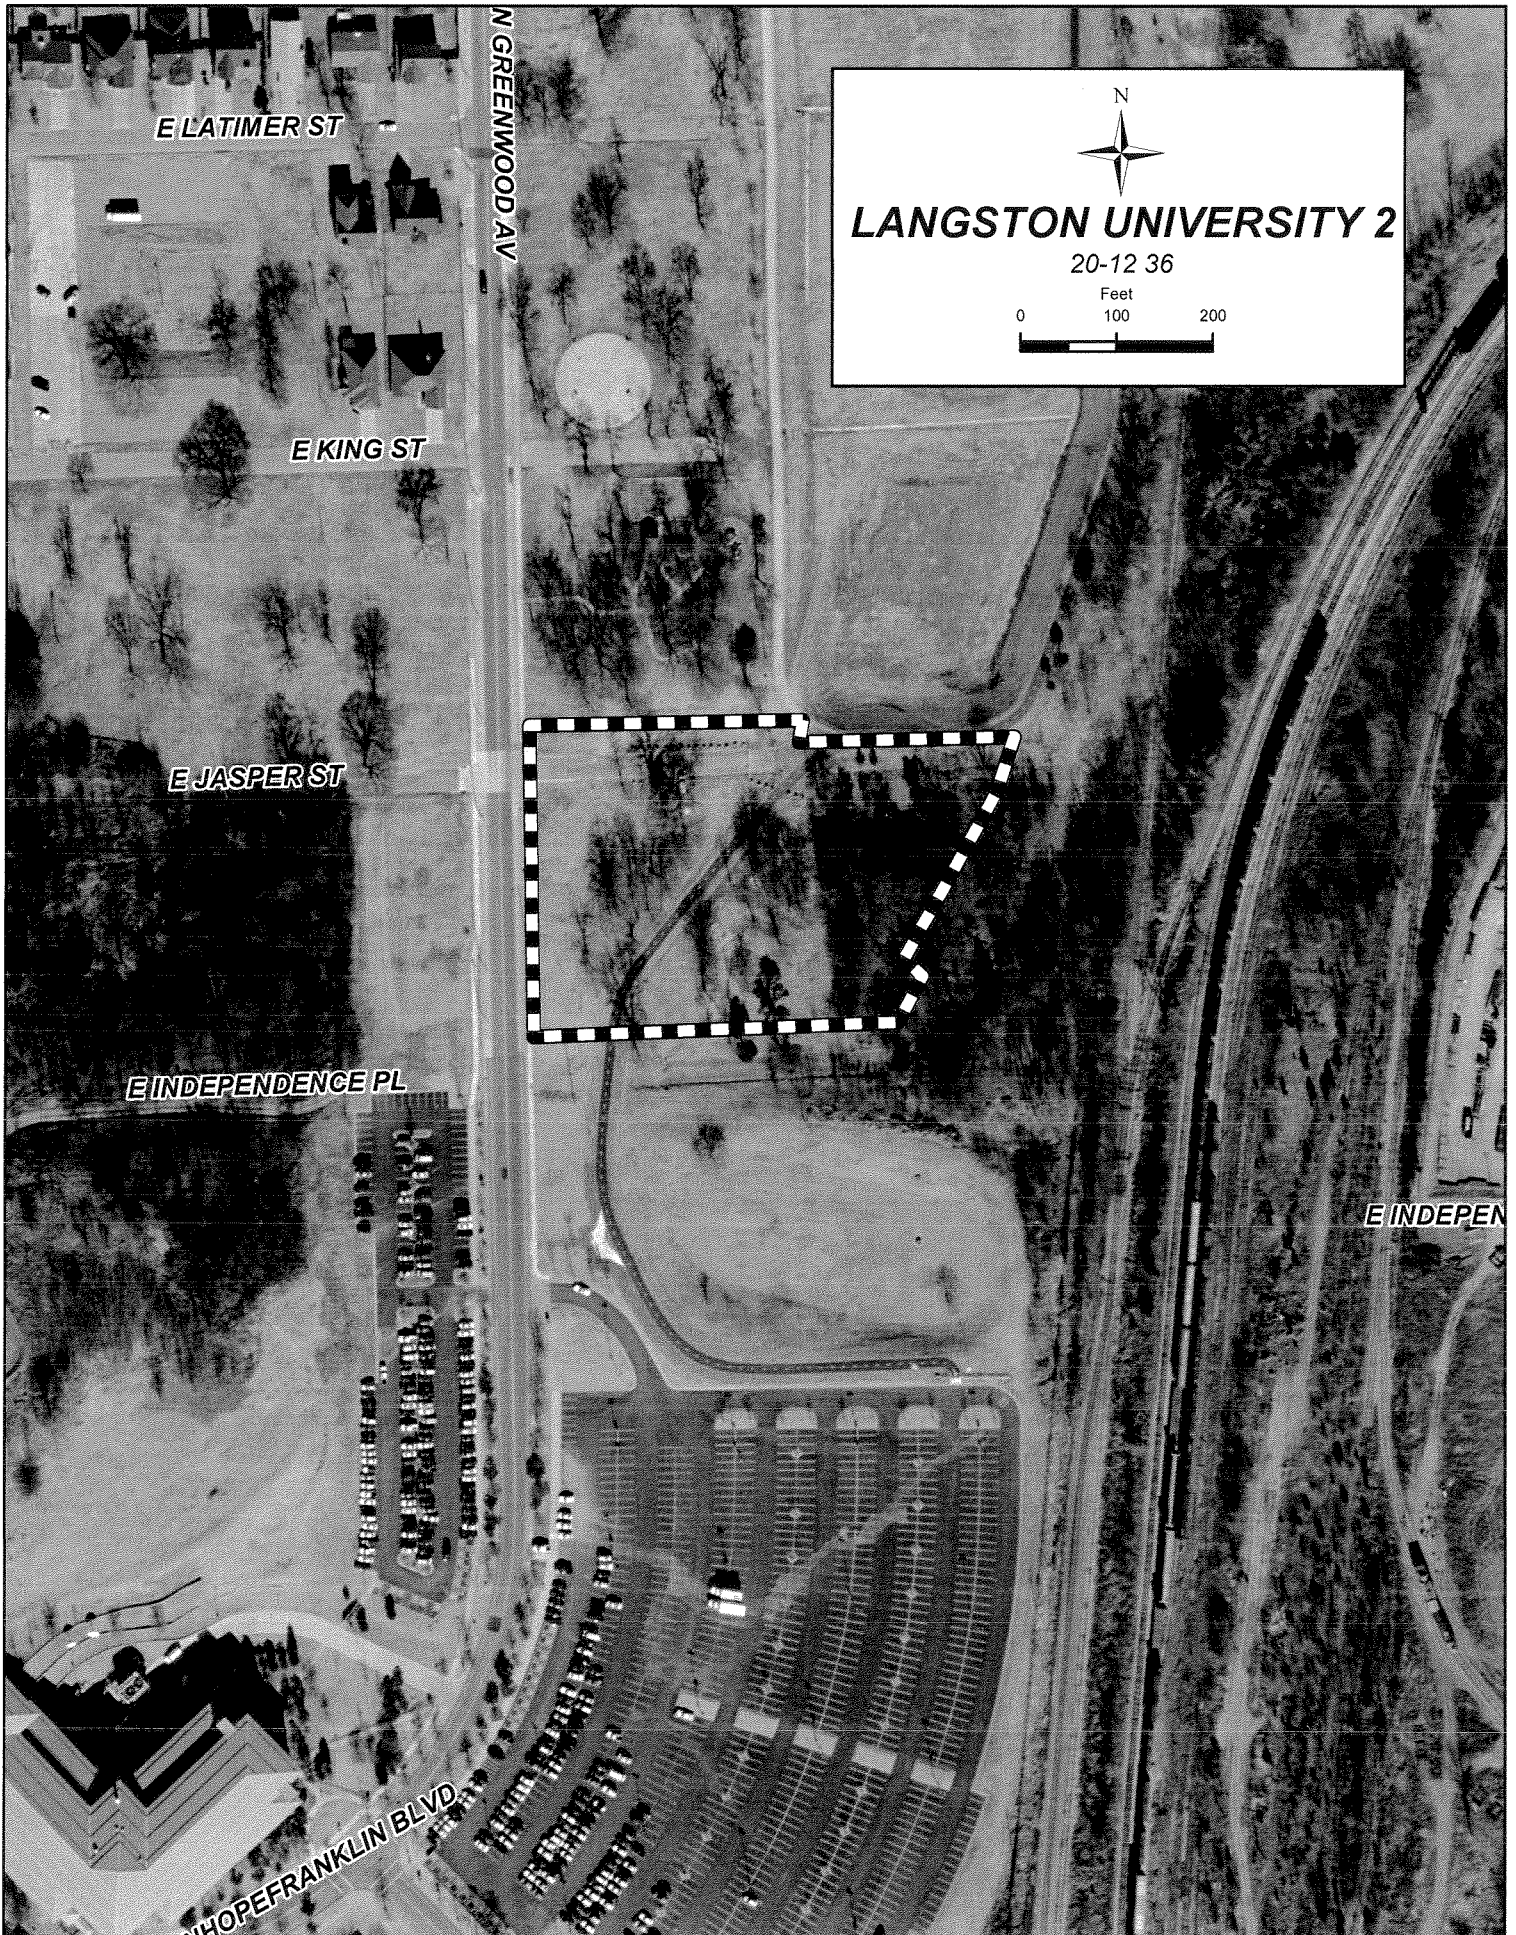 N GREENWOOD AV
E LATIMER ST
N
LANGSTON UNIVERSITY 2
20-12 36
Feet
0 100 200
E KING ST
E JASPER ST
E INDEPENDENCE PL
E INDEPEN
NHOPEFRANKLIN BLVD